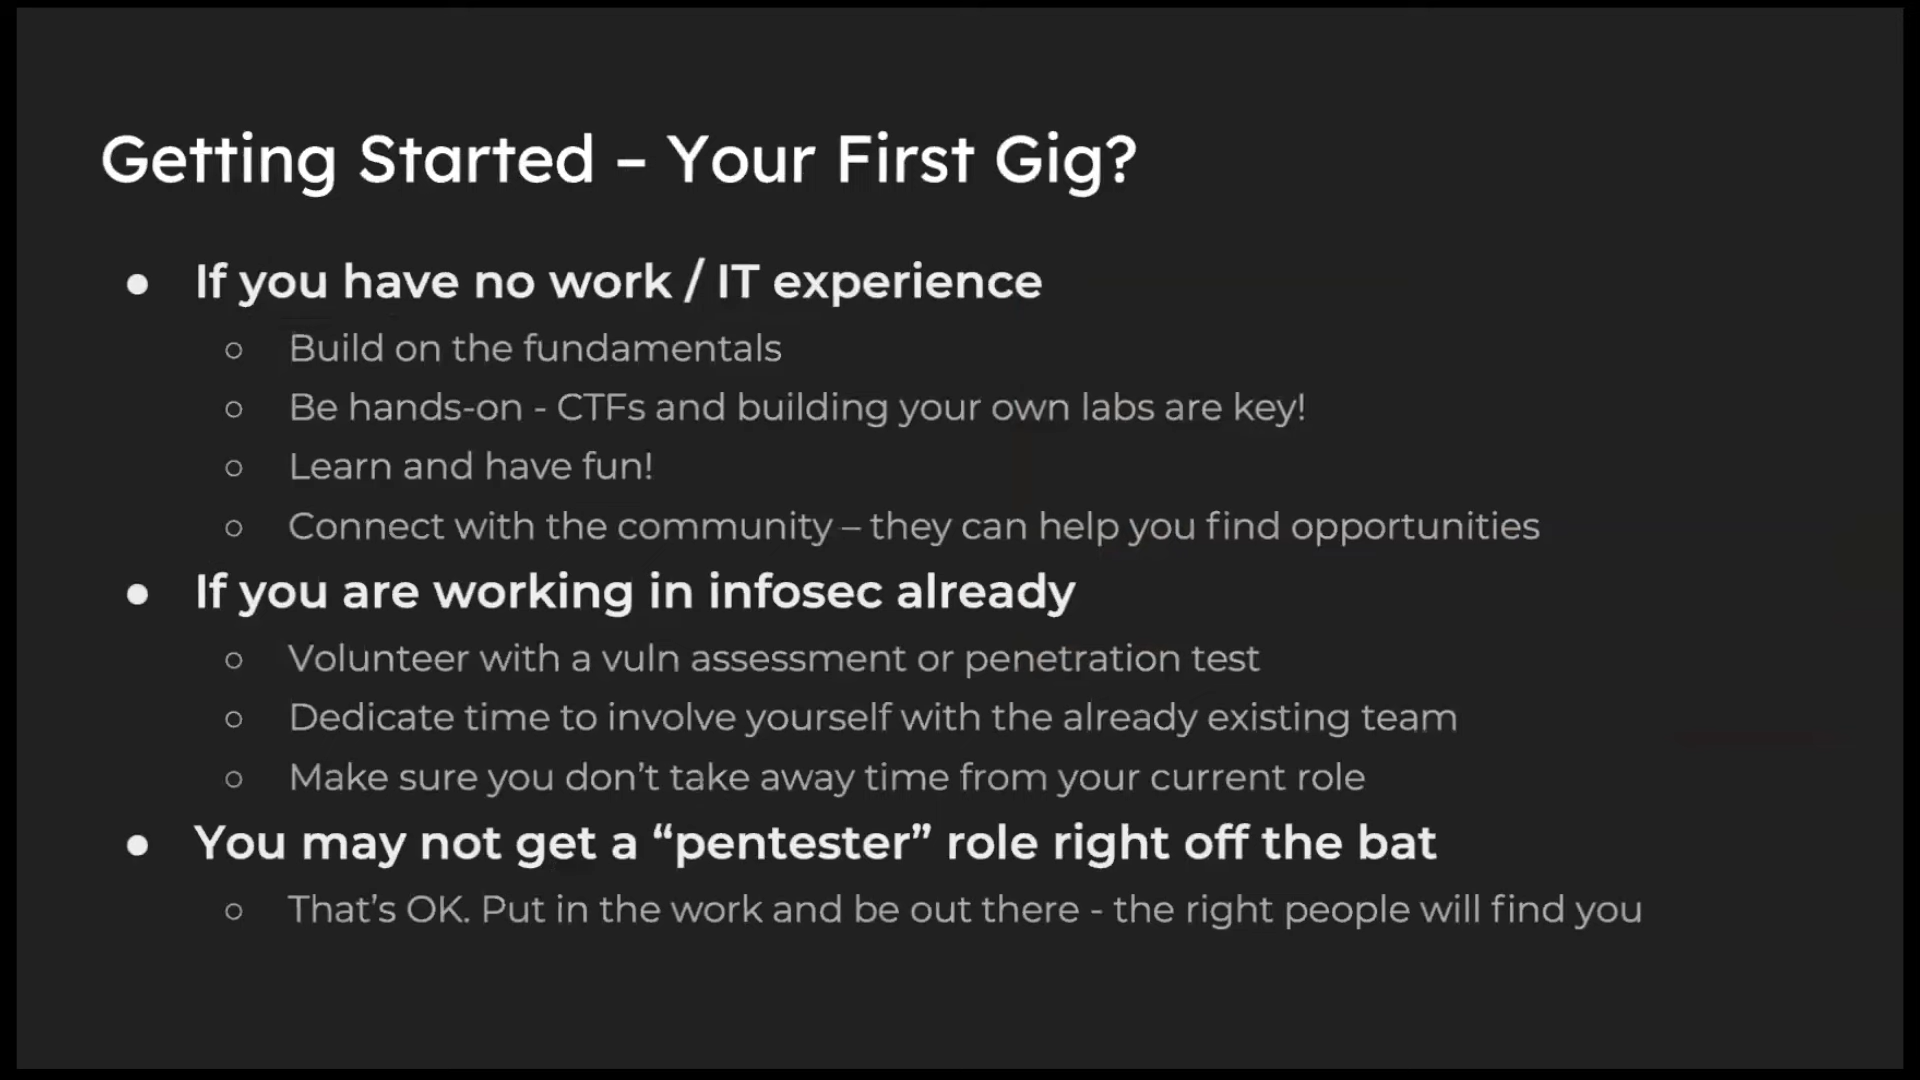 Getting Started – Your First Gig?
● If you have no work / IT experience
○ Build on the fundamentals
○ Be hands-on - CTFs and building your own labs are key!
○ Learn and have fun!
○ Connect with the community – they can help you find opportunities
● If you are working in infosec already
○ Volunteer with a vuln assessment or penetration test
○ Dedicate time to involve yourself with the already existing team
○ Make sure you don’t take away time from your current role
● You may not get a “pentester” role right off the bat
○ That’s OK. Put in the work and be out there - the right people will find you